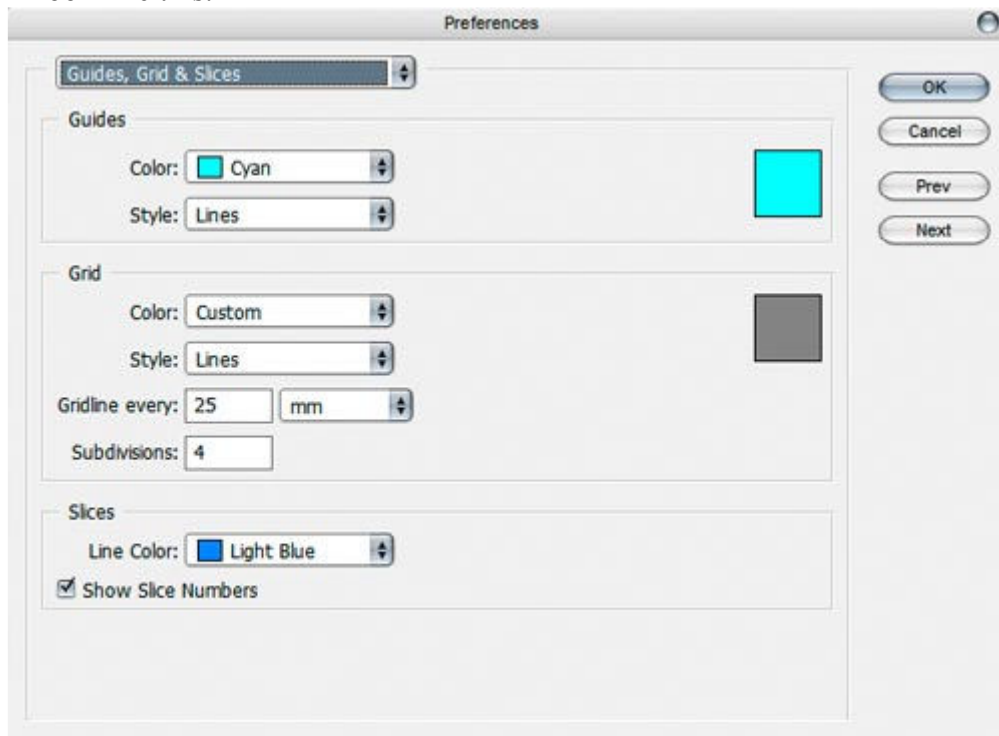 Preferences
Guides, Grid & Slices
OK
Guides
Cancel
Color: Cyan
Prev
Style: Lines
Next
Grid
Color: Custom
Style: Lines
Gridline every: 25 mm
Subdivisions: 4
Slices
Line Color: Light Blue
Show Slice Numbers